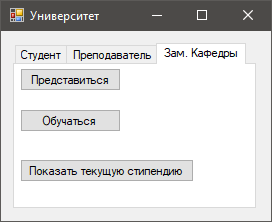 Университет
Студент Преподаватель Зам. Кафедры
Представиться
Обучаться
Показать текущую стипендию